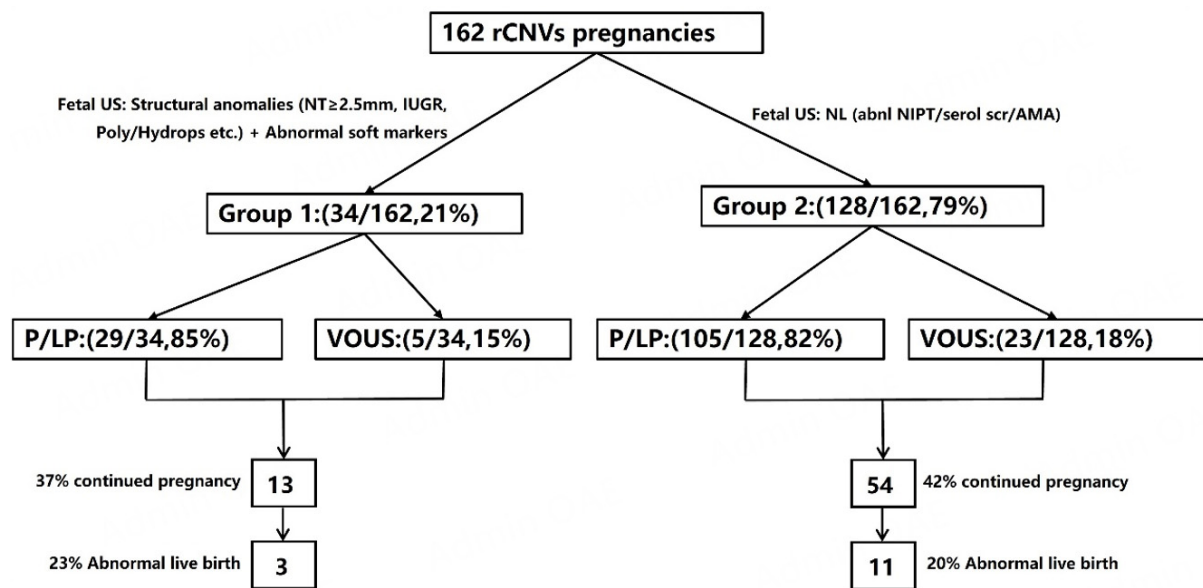 162 rCNVs pregnancies
Fetal US: Structural anomalies (NT≥2.5mm, IUGR,
Poly/Hydrops etc.) + Abnormal soft markers
Fetal US: NL (abnl NIPT/serol scr/AMA)
Group 1:(34/162,21%)
Group 2:(128/162,79%)
P/LP:(29/34,85%)
VOUS:(5/34,15%)
P/LP:(105/128,82%)
VOUS:(23/128,18%)
37% continued pregnancy
13
54
42% continued pregnancy
23% Abnormal live birth
3
11
20% Abnormal live birth